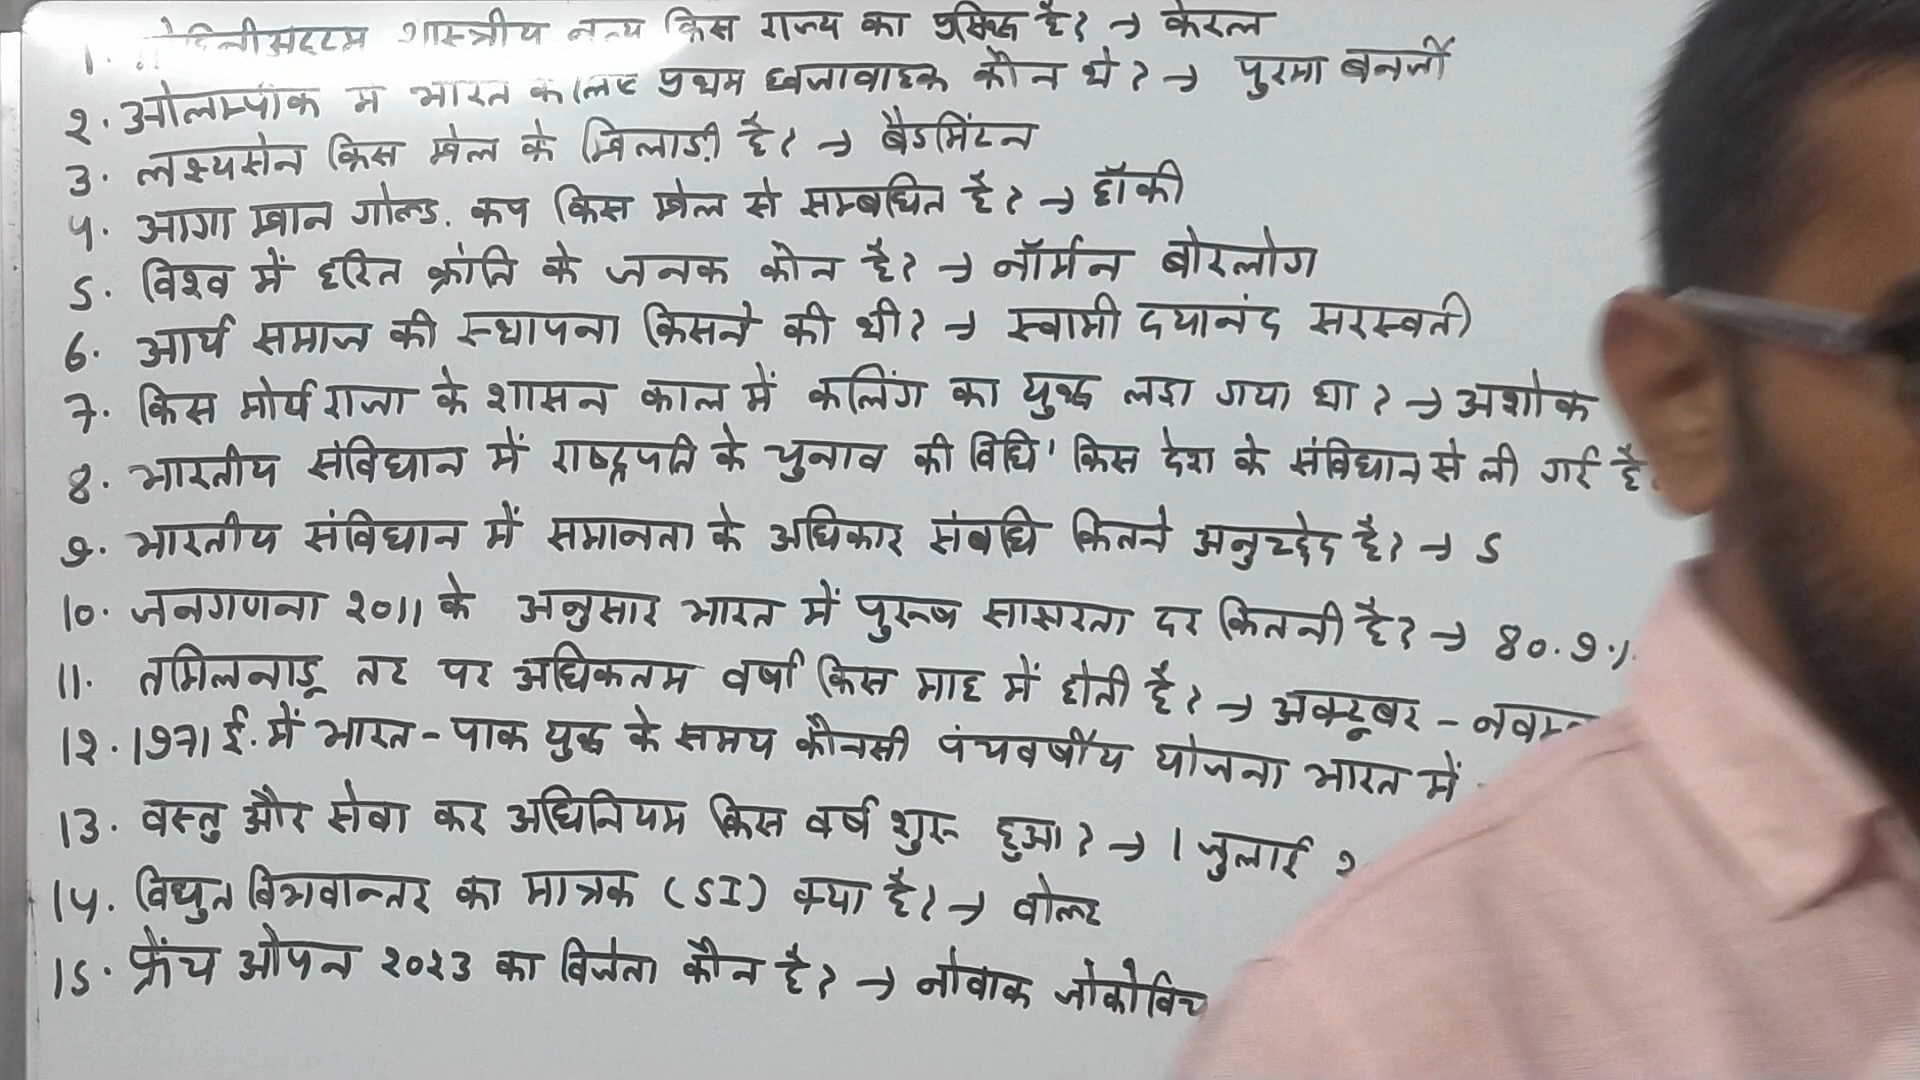 1. शास्त्रीय नृत्य किस राज्य का प्रसिद्ध है? → केरल
2. ओलम्पीक म भारत क लिए प्रथम ध्वजावाहक कौन थे? → पुरमा बनर्जी
3. लक्ष्यसेन किस खेल के खिलाड़ी है? → बैडमिंटन
4. आगा खान गोल्ड. कप किस खेल से सम्बधित है? → हॉकी
5. विश्व में हरित क्रांति के जनक कौन है? → नॉर्मन बोरलोग
6. आर्य समाज की स्थापना किसने की थी? → स्वामी दयानंद सरस्वती
7. किस मोर्य राजा के शासन काल में कलिंग का युद्ध लडा गया था? → अशोक
8. भारतीय संविधान में राष्ट्रपति के चुनाव की विधि' किस देश के संविधान से ली गई है?
9. भारतीय संविधान में समानता के अधिकार संबधि कितने अनुच्छेद है? → 5
10. जनगणना 2011 के अनुसार भारत में पुरूष साक्षरता दर कितनी है? → 80.9%
11. तमिलनाडू तट पर अधिकतम वर्षा किस माह में होती है? → अक्टूबर -
12. 1971 ई. में भारत-पाक युद्ध के समय कौनसी पंचवर्षीय योजना भारत में
13. वस्तु और सेवा कर अधिनियम किस वर्ष शुरू हुआ? → 1 जुलाई
14. विधुत विभवान्तर का मात्रक (SI) क्या है? → वोल्ट
15. फ्रेंच ओपन 2023 का विजेता कौन है? → नोवाक जोकोविच